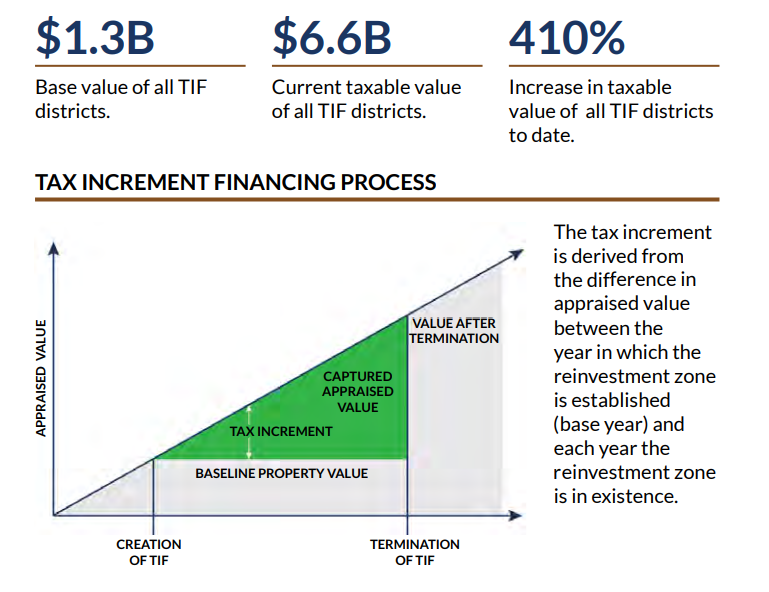 $1.3B
Base value of all TIF
districts.
$6.6B
Current taxable value
of all TIF districts.
410%
Increase in taxable
value of all TIF districts
to date.
TAX INCREMENT FINANCING PROCESS
APPRAISED VALUE
VALUE AFTER
TERMINATION
CAPTURED
APPRAISED
VALUE
TAX INCREMENT
BASELINE PROPERTY VALUE
CREATION
OF TIF
TERMINATION
OF TIF
The tax increment
is derived from
the difference in
appraised value
between the
year in which the
reinvestment zone
is established
(base year) and
each year the
reinvestment zone
is in existence.